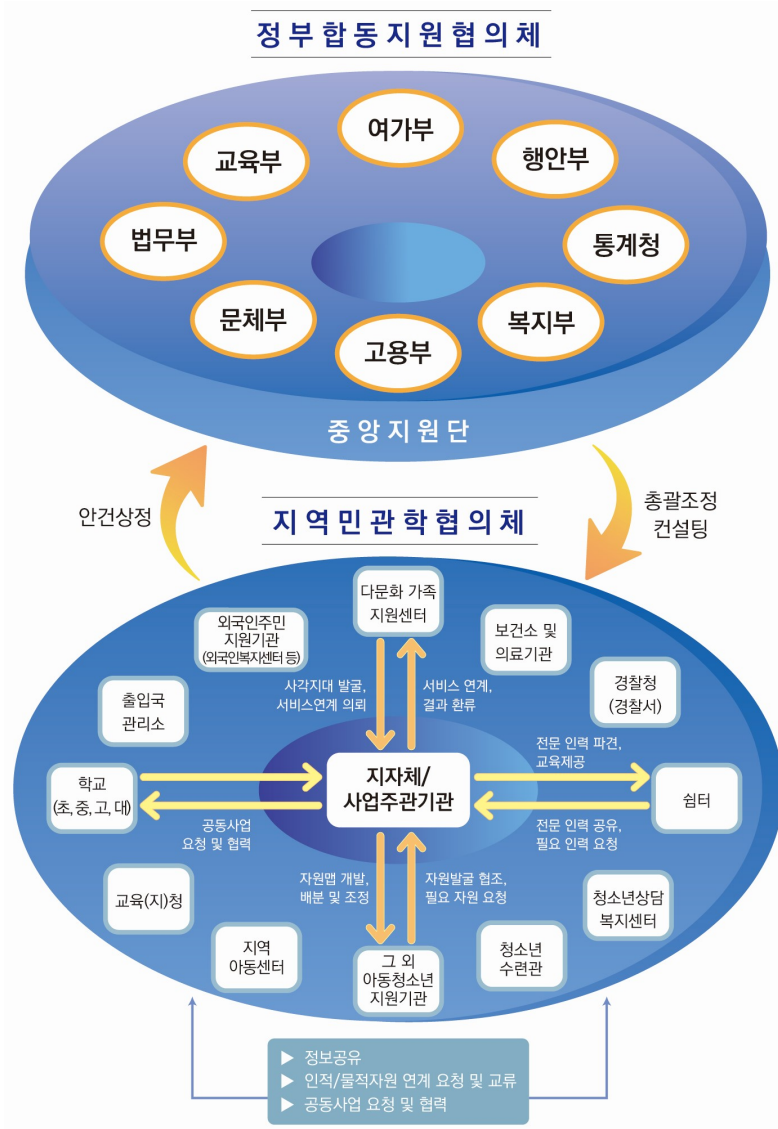 정부합동지원협의체
여가부
교육부
행안부
법무부
통계청
문체부
복지부
고용부
중앙지원단
안건상정
총괄조정
컨설팅
지역민관학협의체
다문화 가족
지원센터
외국인주민
지원기관
(외국인복지센터 등)
보건소 및
의료기관
출입국
관리소
경찰청
(경찰서)
사각지대 발굴,
서비스연계 의뢰
서비스 연계,
결과 환류
학교
(초, 중, 고, 대)
지자체/
사업주관기관
전문 인력 파견,
교육제공
쉼터
공동사업
요청 및 협력
전문 인력 공유,
필요 인력 요청
자원맵 개발,
배분 및 조정
자원발굴 협조,
필요 자원 요청
교육(지)청
청소년상담
복지센터
지역
아동센터
그 외
아동청소년
지원기관
청소년
수련관
▶ 정보공유
▶ 인적/물적자원 연계 요청 및 교류
▶ 공동사업 요청 및 협력